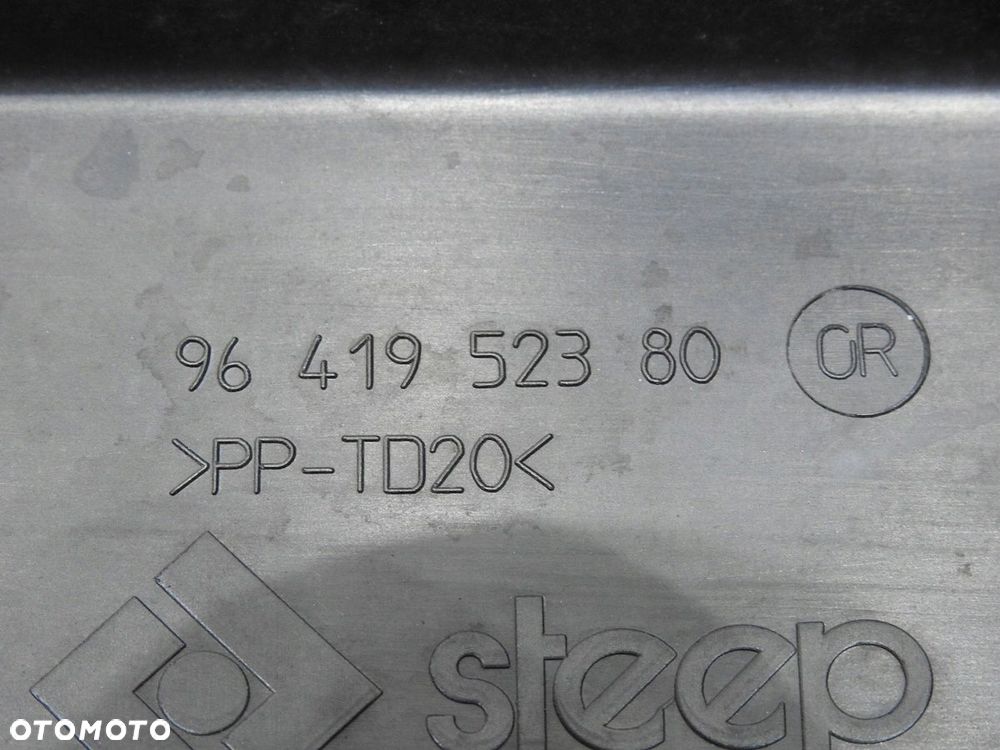 96 419 523 80 GR
>PP-TD20<
steep
OTOMOTO